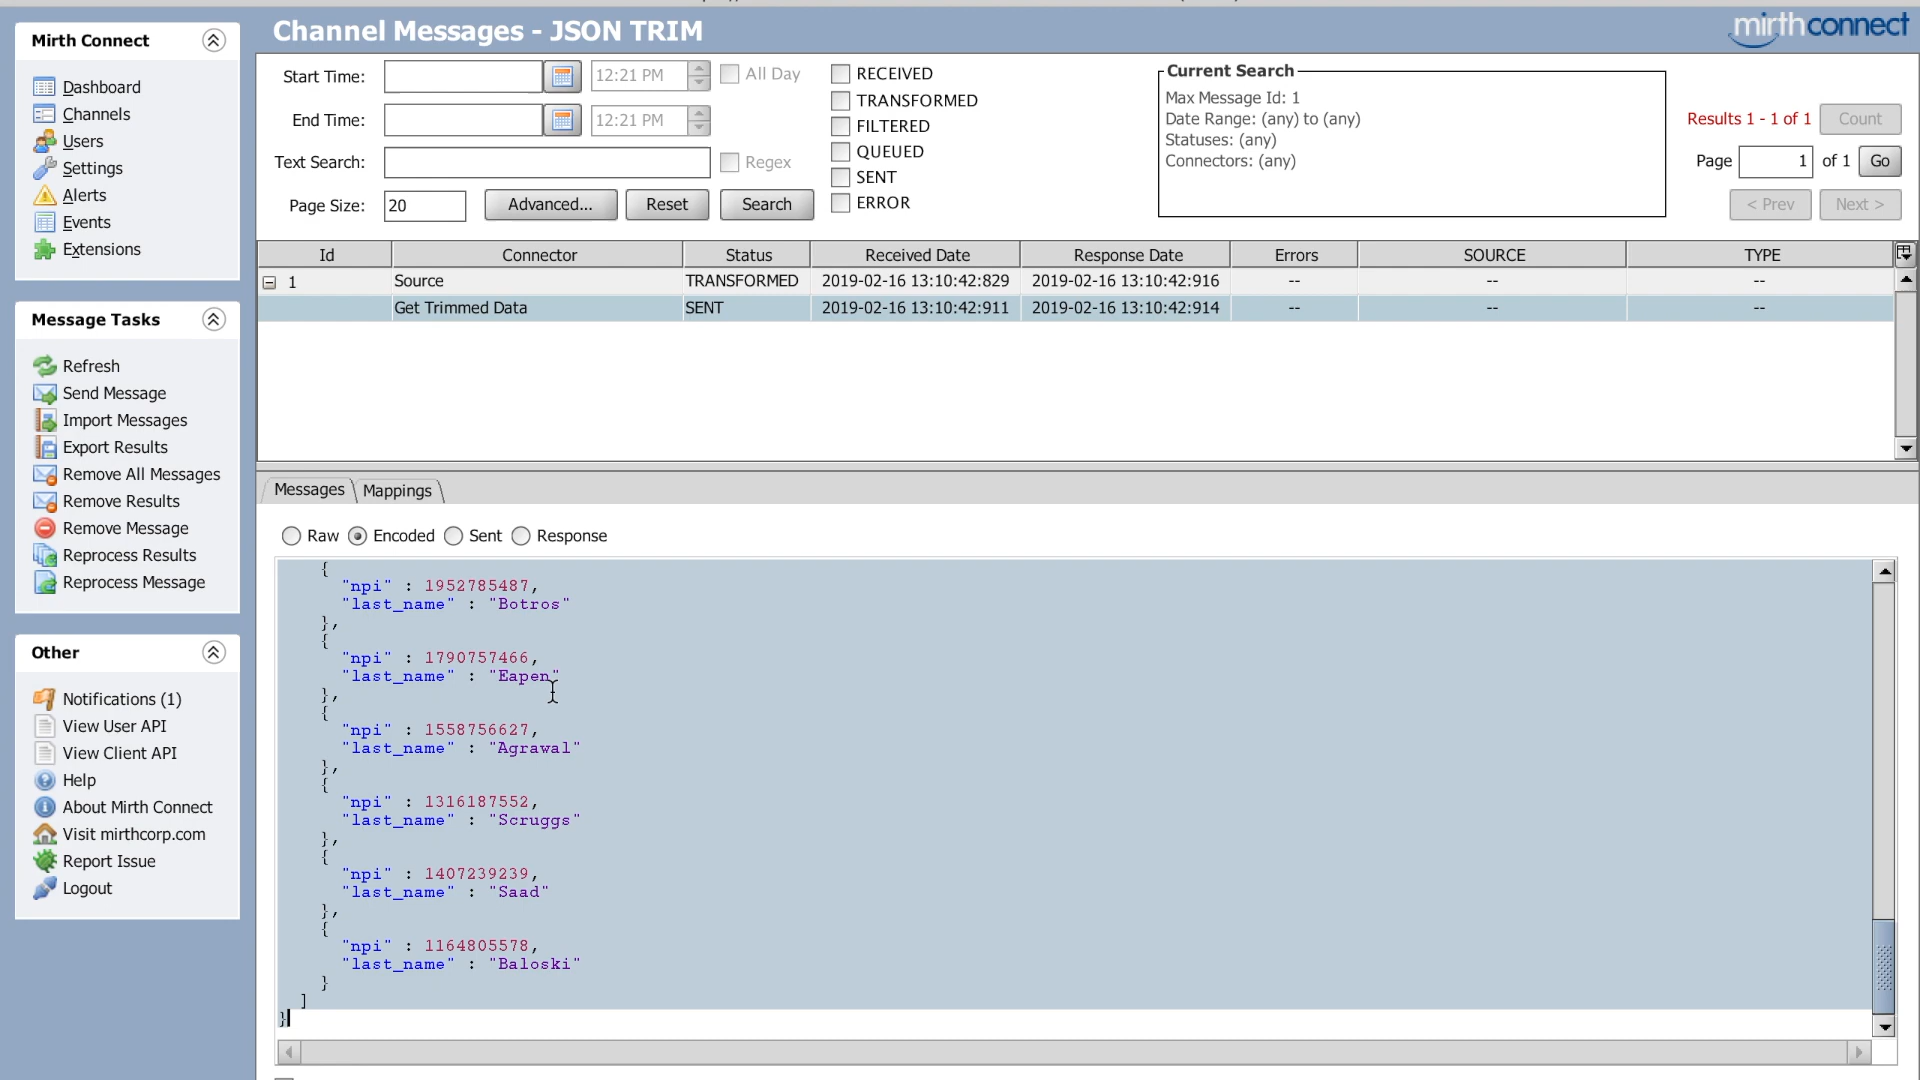 Mirth Connect
Dashboard
Channels
Users
Settings
Alerts
Events
Extensions
Message Tasks
Refresh
Send Message
Import Messages
Export Results
Remove All Messages
Remove Results
Remove Message
Reprocess Results
Reprocess Message
Other
Notifications (1)
View User API
View Client API
Help
About Mirth Connect
Visit mirthcorp.com
Report Issue
Logout
Channel Messages - JSON TRIM
mirthconnect
Start Time: 12:21 PM All Day
End Time: 12:21 PM
Text Search: Regex
Page Size: 20 Advanced... Reset Search
RECEIVED
TRANSFORMED
FILTERED
QUEUED
SENT
ERROR
Current Search
Max Message Id: 1
Date Range: (any) to (any)
Statuses: (any)
Connectors: (any)
Results 1 - 1 of 1 Count
Page 1 of 1 Go
< Prev Next >
Id Connector Status Received Date Response Date Errors SOURCE TYPE
1 Source TRANSFORMED 2019-02-16 13:10:42:829 2019-02-16 13:10:42:916 -- -- --
Get Trimmed Data SENT 2019-02-16 13:10:42:911 2019-02-16 13:10:42:914 -- -- --
Messages Mappings
Raw Encoded Sent Response
{
"npi" : 1952785487,
"last_name" : "Botros"
},
{
"npi" : 1790757466,
"last_name" : "Eapen"
},
{
"npi" : 1558756627,
"last_name" : "Agrawal"
},
{
"npi" : 1316187552,
"last_name" : "Scruggs"
},
{
"npi" : 1407239239,
"last_name" : "Saad"
},
{
"npi" : 1164805578,
"last_name" : "Baloski"
}
]
}